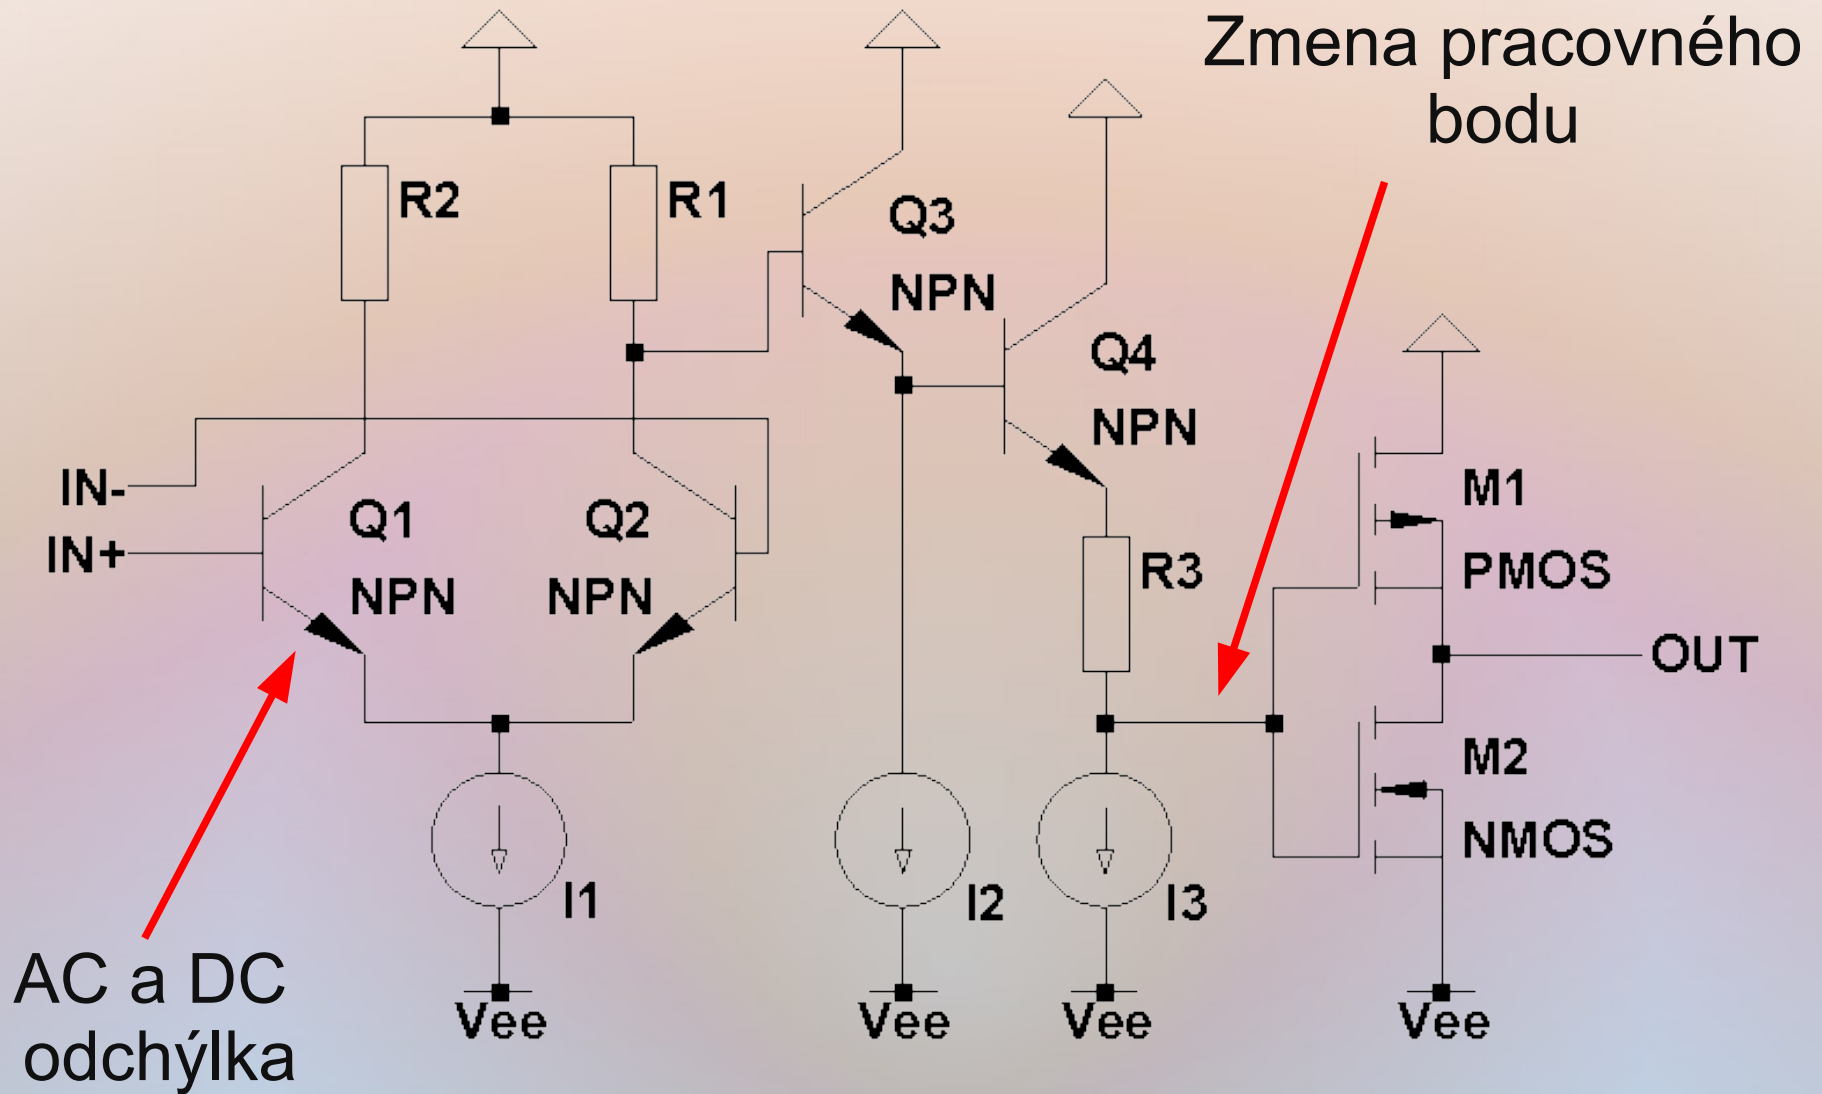 Zmena pracovného
bodu
R2
R1
Q3
NPN
Q4
NPN
IN-
IN+
Q1
NPN
Q2
NPN
R3
M1
PMOS
OUT
M2
NMOS
I1
I2
I3
AC a DC
odchýlka
Vee
Vee
Vee
Vee